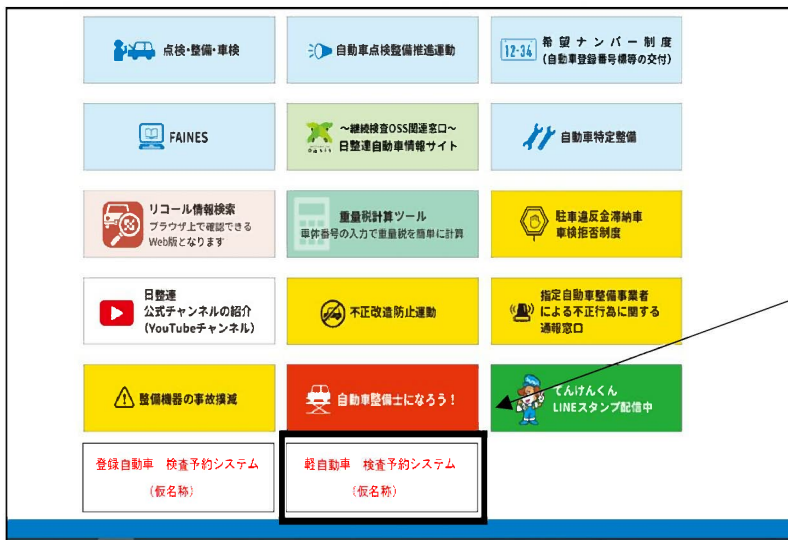 点検・整備・車検
自動車点検整備推進運動
12-34
希望ナンバー制度
(自動車登録番号標等の交付)
FAINES
～継続検査OSS関連窓口～
日整連自動車情報サイト
自動車特定整備
リコール情報検索
ブラウザ上で確認できる
Web版となります
重量税計算ツール
車体番号の入力で重量税を簡単に計算
駐車違反金滞納車
車検拒否制度
日整連
公式チャンネルの紹介
(YouTubeチャンネル)
不正改造防止運動
指定自動車整備事業者
による不正行為に関する
通報窓口
整備機器の事故撲滅
自動車整備士になろう！
てんけんくん
LINEスタンプ配信中
登録自動車 検査予約システム
(仮名称)
軽自動車 検査予約システム
(仮名称)